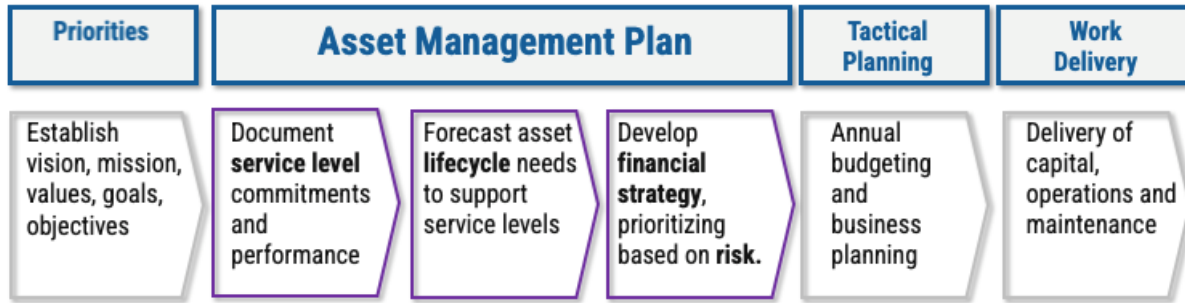 Priorities
Asset Management Plan
Tactical
Planning
Work
Delivery
Establish
vision, mission,
values, goals,
objectives
Document
service level
commitments
and
performance
Forecast asset
lifecycle needs
to support
service levels
Develop
financial
strategy,
prioritizing
based on risk.
Annual
budgeting
and
business
planning
Delivery of
capital,
operations and
maintenance